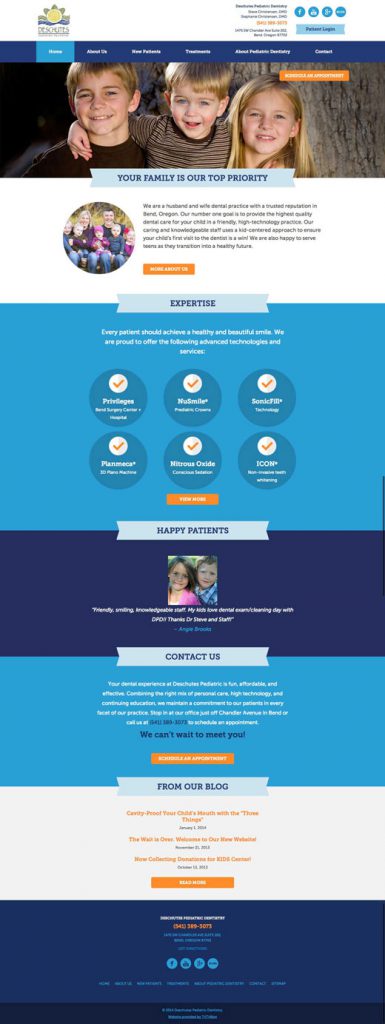 DESCHUTES
PEDIATRIC DENTISTRY
Deschutes Pediatric Dentistry
Steve Christensen, DMD
Stephanie Christensen, DMD
(541) 389-3073
1475 SW Chandler Ave Suite 202,
Bend, Oregon 97702
Patient Login
Home
About Us
New Patients
Treatments
About Pediatric Dentistry
Contact
SCHEDULE AN APPOINTMENT
YOUR FAMILY IS OUR TOP PRIORITY
We are a husband and wife dental practice with a trusted reputation in
Bend, Oregon. Our number one goal is to provide the highest quality
dental care for your child in a friendly, high-technology practice. Our
caring and knowledgeable staff uses a kid-centered approach to ensure
your child's first visit to the dentist is a win! We are also happy to serve
teens as they transition into a healthy future.
MORE ABOUT US
EXPERTISE
Every patient should achieve a healthy and beautiful smile. We
are proud to offer the following advanced technologies and
services:
Privileges
Bend Surgery Center +
Hospital
NuSmile®
Prediatric Crowns
SonicFill®
Technology
Planmeca®
3D Plano Machine
Nitrous Oxide
Conscious Sedation
ICON®
Non-invasive teeth
whitening
VIEW MORE
HAPPY PATIENTS
"Friendly, smiling, knowledgeable staff. My kids love dental exam/cleaning day with
DPD!! Thanks Dr Steve and Staff!"
– Angie Brooks
CONTACT US
Your dental experience at Deschutes Pediatric is fun, affordable, and
effective. Combining the right mix of personal care, high technology, and
continuing education, we maintain a commitment to our patients in every
facet of our practice. Stop in at our office just off Chandler Avenue in Bend or
call us at (541) 389-3073 to schedule an appointment.
We can't wait to meet you!
SCHEDULE AN APPOINTMENT
FROM OUR BLOG
Cavity-Proof Your Child's Mouth with the "Three
Things"
January 1, 2014
The Wait is Over. Welcome to Our New Website!
November 21, 2013
Now Collecting Donations for KIDS Center!
October 13, 2013
READ MORE
DESCHUTES PEDIATRIC DENTISTRY
(541) 389-3073
1475 SW CHANDLER AVE SUITE 202,
BEND, OREGON 97702
GET DIRECTIONS
HOME
ABOUT US
NEW PATIENTS
TREATMENTS
ABOUT PEDIATRIC DENTISTRY
CONTACT
SITEMAP
© 2014 Deschutes Pediatric Dentistry
Website provided by